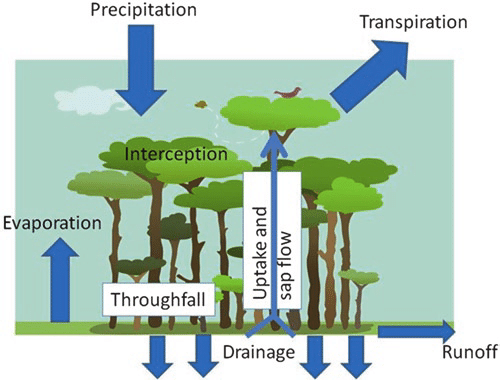 Precipitation
Transpiration
Interception
Evaporation
Uptake and
sap flow
Throughfall
Drainage
Runoff